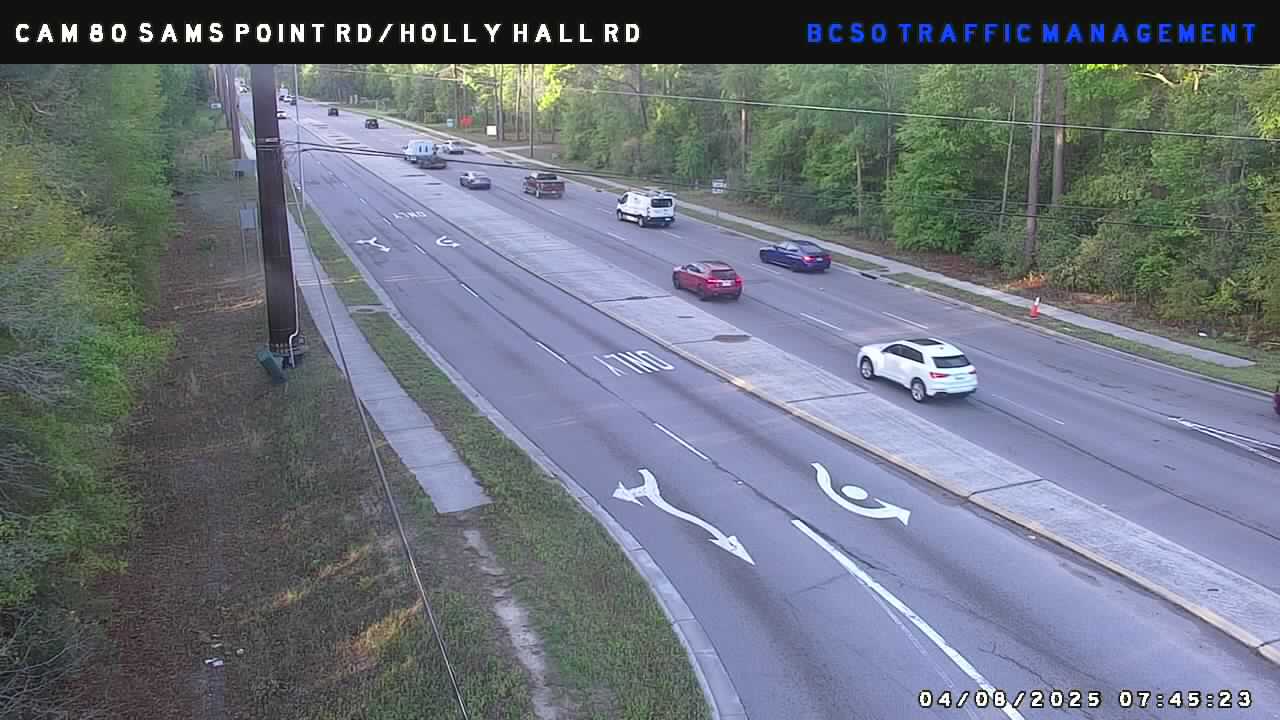 CAM 80 SAMS POINT RD/HOLLY HALL RD
BCSO TRAFFIC MANAGEMENT
ONLY
ONLY
04/08/2025 07:45:23